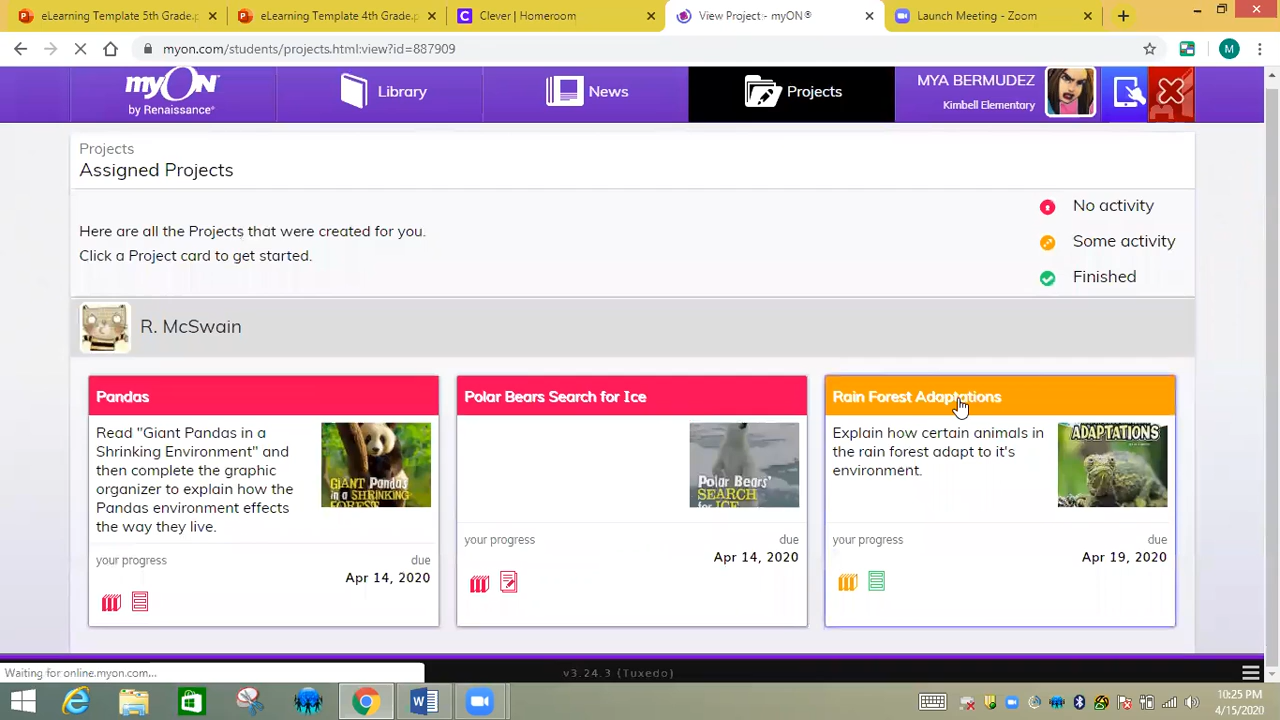 eLearning Template 5th Grade.p
eLearning Template 4th Grade.p
Clever | Homeroom
View Project - myON®
Launch Meeting - Zoom
myon.com/students/projects.html:view?id=887909
M
myON
by Renaissance®
Library
News
Projects
MYA BERMUDEZ
Kimbell Elementary
Projects
Assigned Projects
No activity
Here are all the Projects that were created for you.
Some activity
Click a Project card to get started.
Finished
R. McSwain
Pandas
Read "Giant Pandas in a
Shrinking Environment" and
then complete the graphic
organizer to explain how the
Pandas environment effects
the way they live.
GIANT Pandas
in a SHRINKING
FOREST
your progress
due
Apr 14, 2020
Polar Bears Search for Ice
Polar Bears'
SEARCH
for ICE
your progress
due
Apr 14, 2020
Rain Forest Adaptations
Explain how certain animals in
the rain forest adapt to it's
environment.
ADAPTATIONS
your progress
due
Apr 19, 2020
Waiting for online.myon.com...
v3.24.3 (Tuxedo)
10:25 PM
4/15/2020